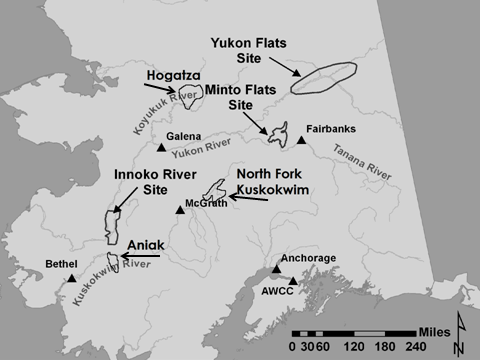 Yukon Flats
Site
Hogatza
Koyukuk River
Minto Flats
Site
Galena
Fairbanks
Yukon River
Tanana River
Innoko River
Site
North Fork
Kuskokwim
McGrath
Aniak
Bethel
Kuskokwim River
Anchorage
AWCC
Miles
0 30 60 120 180 240
N